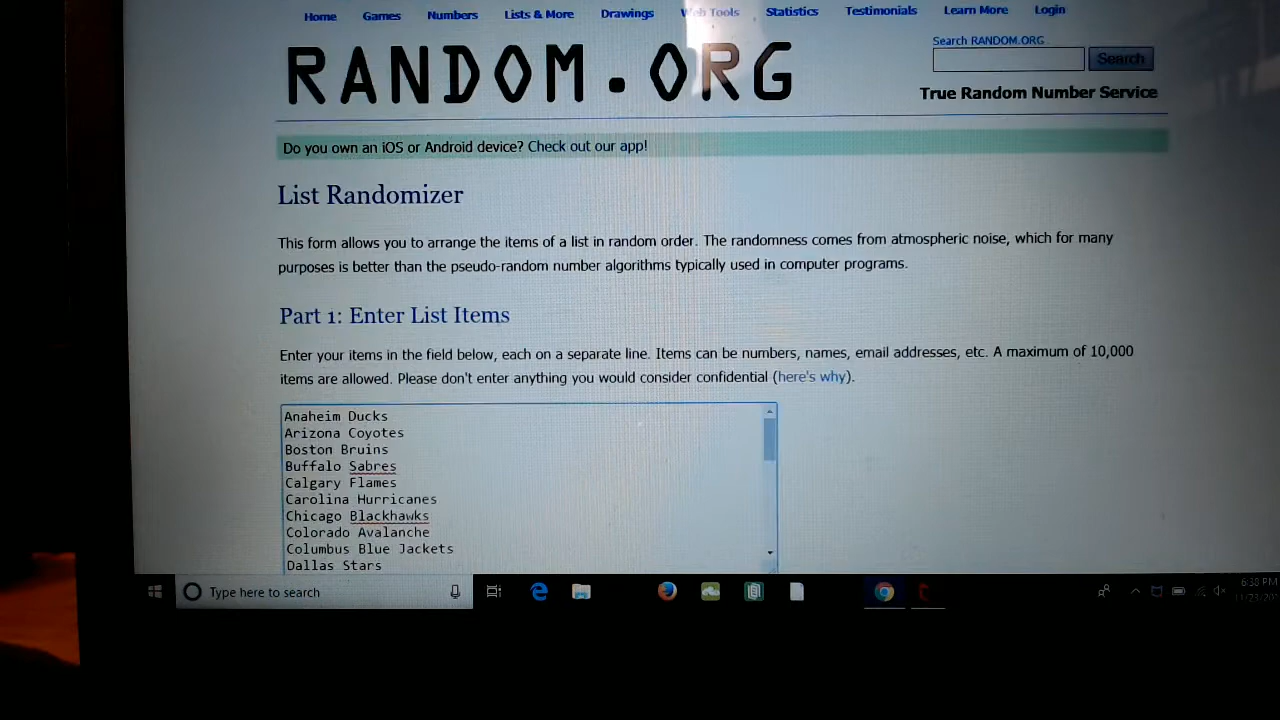 Home Games Numbers Lists & More Drawings Web Tools Statistics Testimonials Learn More Login
RANDOM.ORG
Search RANDOM.ORG
Search
True Random Number Service
Do you own an iOS or Android device? Check out our app!
List Randomizer
This form allows you to arrange the items of a list in random order. The randomness comes from atmospheric noise, which for many
purposes is better than the pseudo-random number algorithms typically used in computer programs.
Part 1: Enter List Items
Enter your items in the field below, each on a separate line. Items can be numbers, names, email addresses, etc. A maximum of 10,000
items are allowed. Please don't enter anything you would consider confidential (here's why).
Anaheim Ducks
Arizona Coyotes
Boston Bruins
Buffalo Sabres
Calgary Flames
Carolina Hurricanes
Chicago Blackhawks
Colorado Avalanche
Columbus Blue Jackets
Dallas Stars
Type here to search
6:38 PM